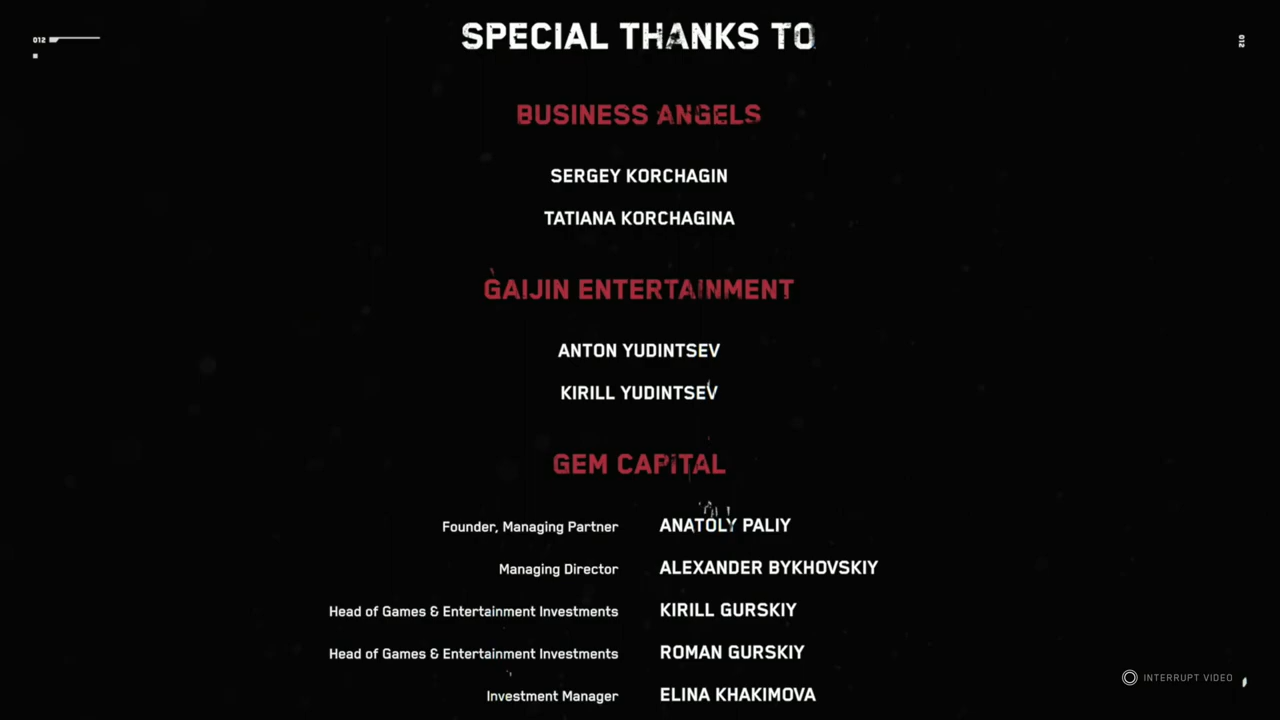 SPECIAL THANKS TO
012
012
BUSINESS ANGELS
SERGEY KORCHAGIN
TATIANA KORCHAGINA
GAIJIN ENTERTAINMENT
ANTON YUDINTSEV
KIRILL YUDINTSEV
GEM CAPITAL
Founder, Managing Partner ANATOLY PALIY
Managing Director ALEXANDER BYKHOVSKIY
Head of Games & Entertainment Investments KIRILL GURSKIY
Head of Games & Entertainment Investments ROMAN GURSKIY
INTERRUPT VIDEO
Investment Manager ELINA KHAKIMOVA